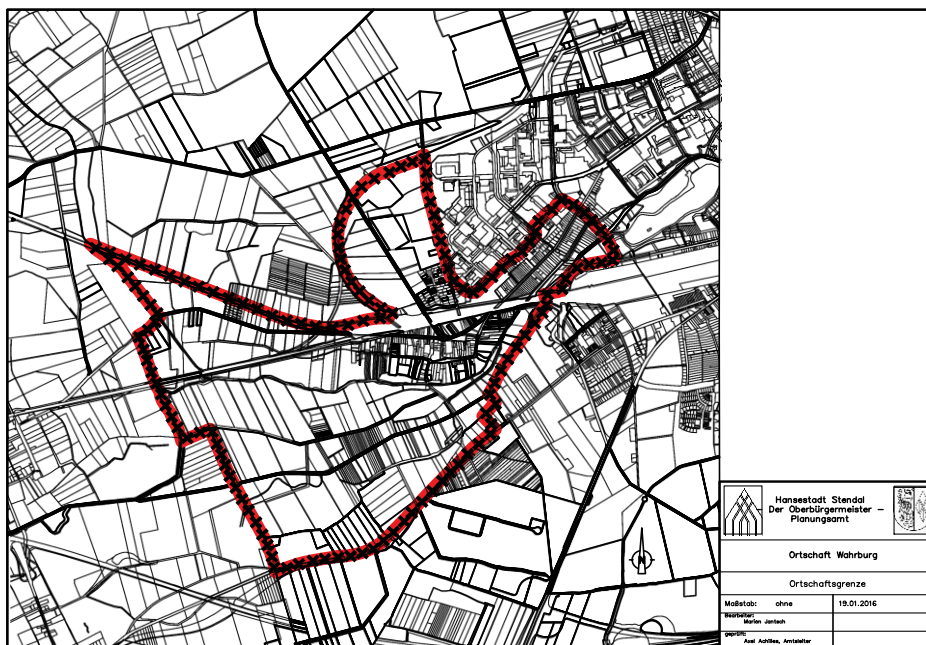 Hansestadt Stendal
Der Oberbürgermeister –
Planungsamt
Ortschaft Wahrburg
Ortschaftsgrenze
Maßstab: ohne 19.01.2016
Bearbeiter:
Marion Jantsch
geprüft:
Axel Achilles, Amtsleiter